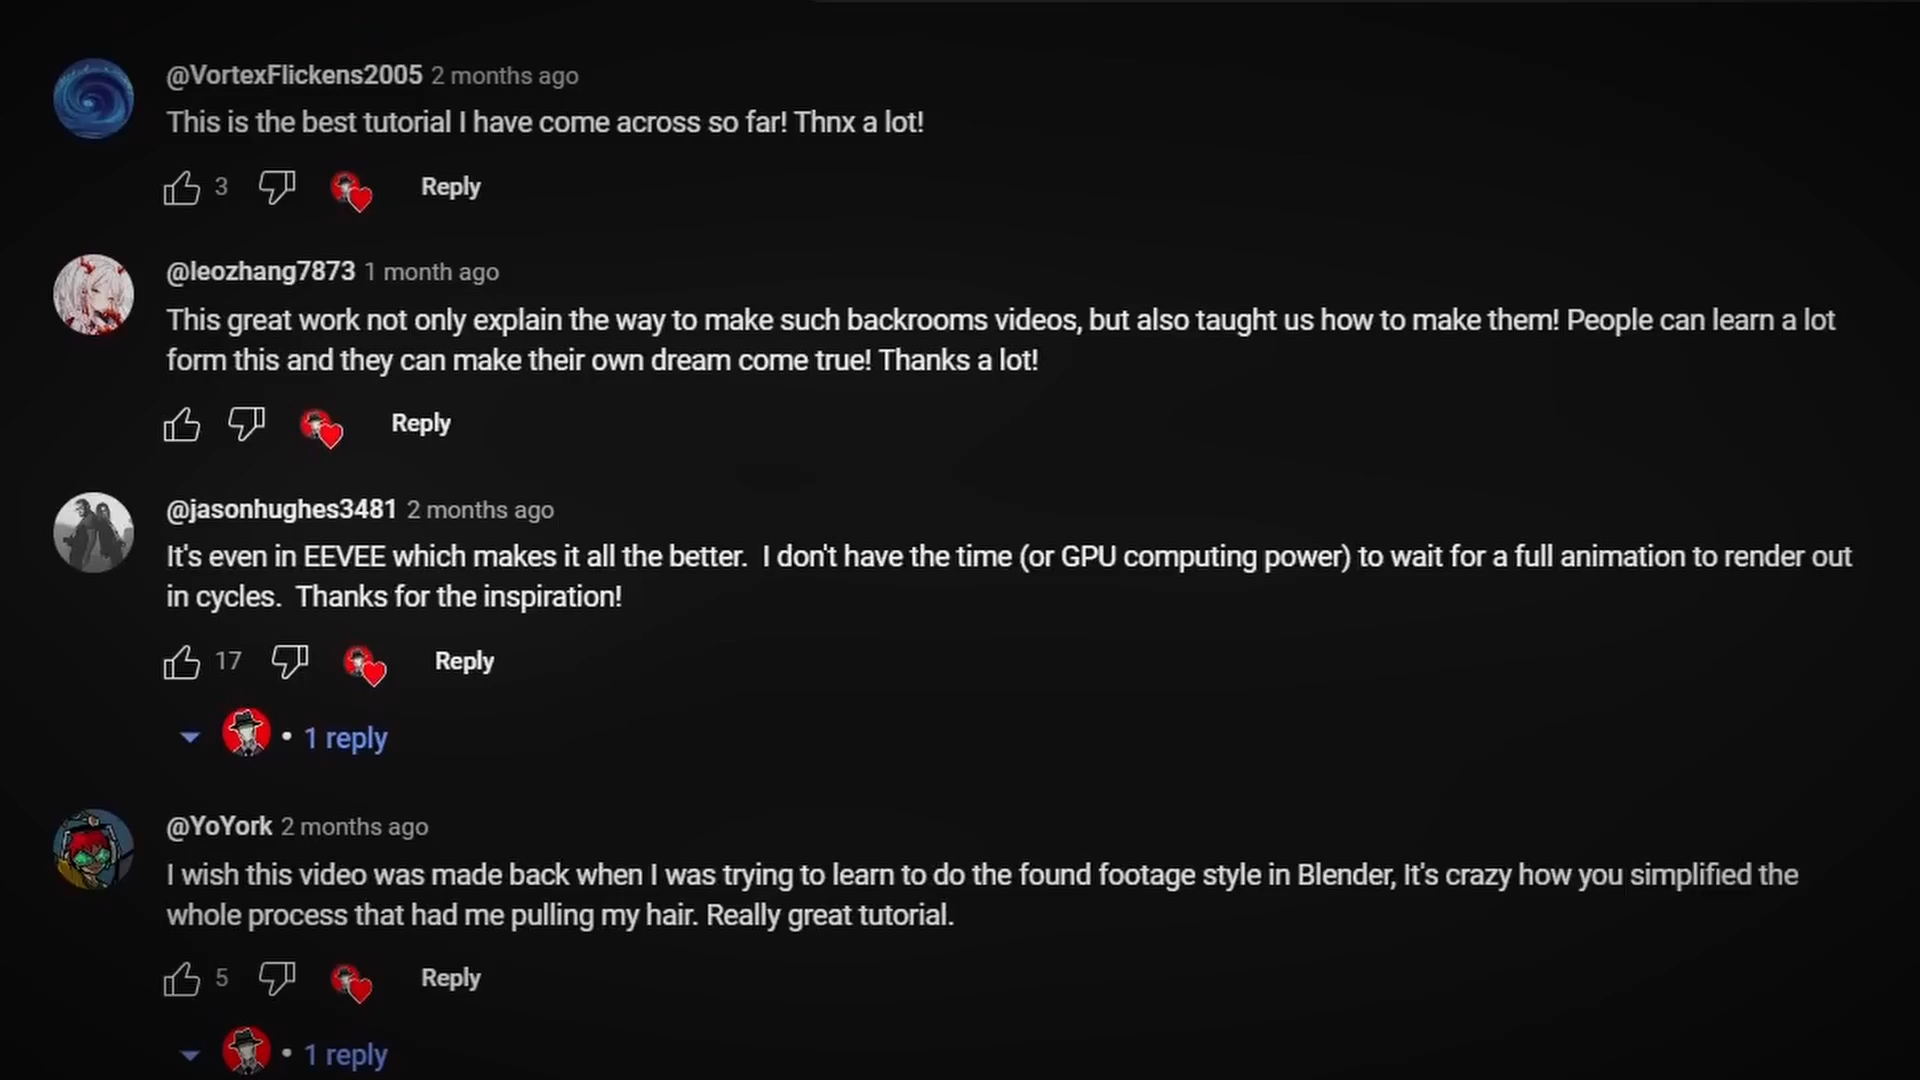 @VortexFlickens2005 2 months ago
This is the best tutorial I have come across so far! Thnx a lot!
3 Reply
@leozhang7873 1 month ago
This great work not only explain the way to make such backrooms videos, but also taught us how to make them! People can learn a lot
form this and they can make their own dream come true! Thanks a lot!
Reply
@jasonhughes3481 2 months ago
It's even in EEVEE which makes it all the better.  I don't have the time (or GPU computing power) to wait for a full animation to render out
in cycles.  Thanks for the inspiration!
17 Reply
• 1 reply
@YoYork 2 months ago
I wish this video was made back when I was trying to learn to do the found footage style in Blender, It's crazy how you simplified the
whole process that had me pulling my hair. Really great tutorial.
5 Reply
• 1 reply